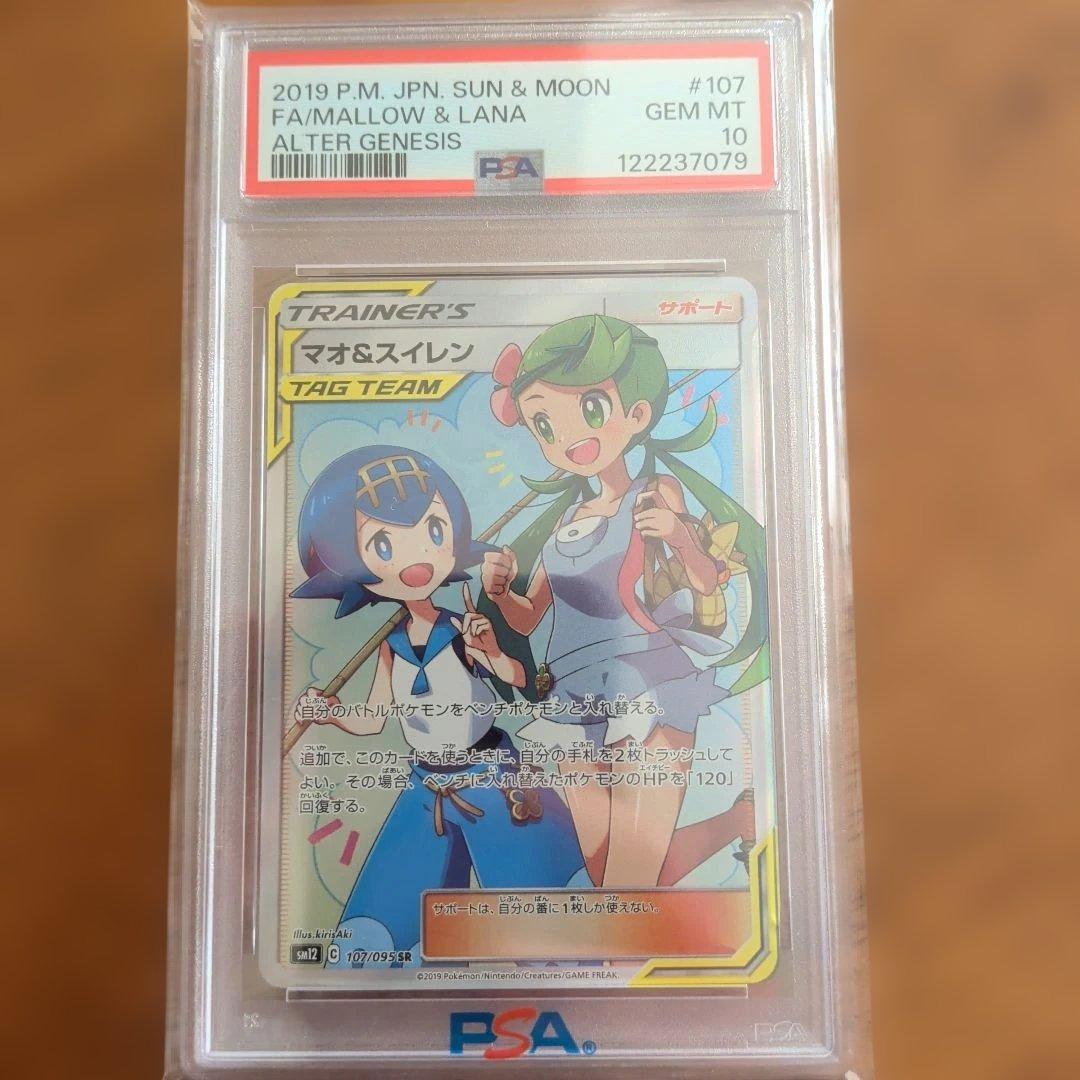 2019 P.M. JPN. SUN & MOON #107
FA/MALLOW & LANA GEM MT
ALTER GENESIS 10
PSA 122237079
TRAINER'S サポート
マオ&スイレン
TAG TEAM
自分のバトルポケモンをベンチポケモンと入れ替える。
追加で、このカードを使うときに、自分の手札を2枚トラッシュして
よい。その場合、ベンチに入れ替えたポケモンのHPを「120」
回復する。
サポートは、自分の番に1枚しか使えない。
Illus.kirisAki
SM12 C 107/095 SR
©2019 Pokémon/Nintendo/Creatures/GAME FREAK.
PSA®
PSA